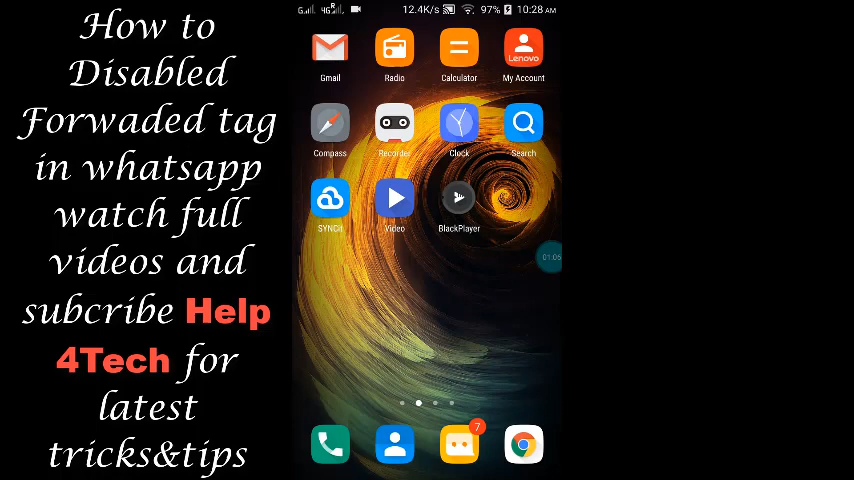 How to
Disabled
Forwaded tag
in whatsapp
watch full
videos and
subcribe Help
4Tech for
latest
tricks&tips
G 4G R 12.4K/s 97% 10:28 AM
Gmail Radio Calculator My Account
Lenovo
Compass Recorder Clock Search
SYNCit Video BlackPlayer
01:05
7